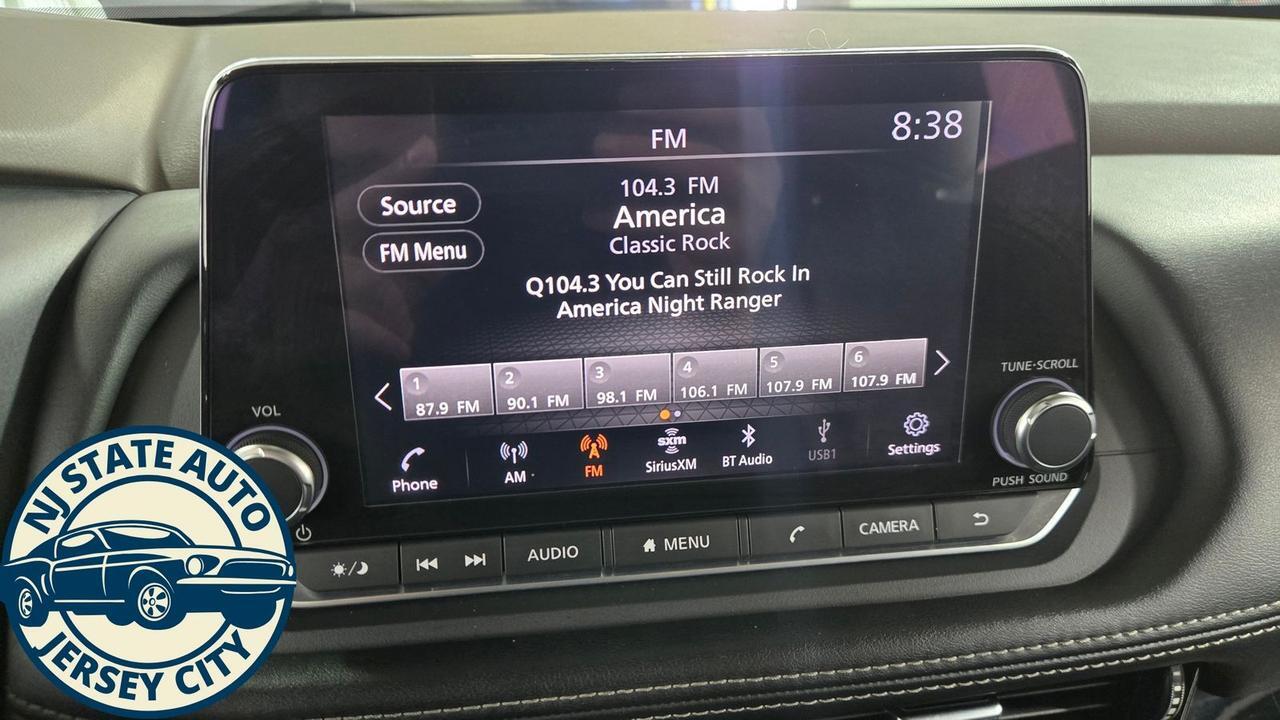 FM
8:38
104.3 FM
America
Classic Rock
Source
FM Menu
Q104.3 You Can Still Rock In
America Night Ranger
1
87.9 FM
2
90.1 FM
3
98.1 FM
4
106.1 FM
5
107.9 FM
6
107.9 FM
Phone
AM
FM
sxm
SiriusXM
BT Audio
USB1
Settings
VOL
TUNE·SCROLL
PUSH SOUND
AUDIO
MENU
CAMERA
NJ STATE AUTO
JERSEY CITY